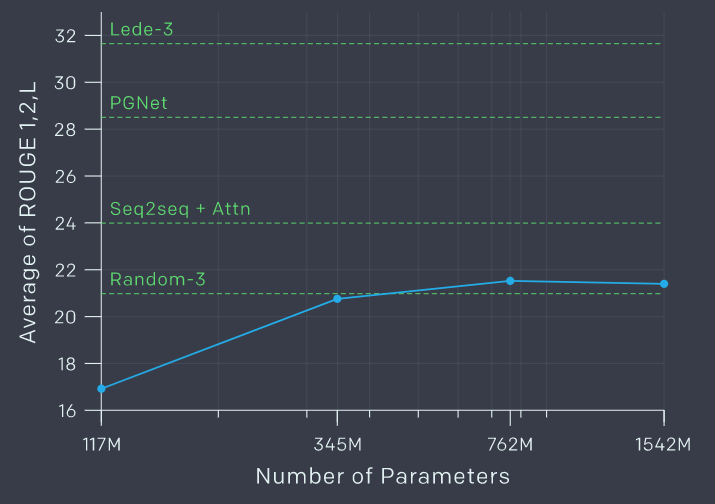 Average of ROUGE 1,2,L
32
30
28
26
24
22
20
18
16
Lede-3
PGNet
Seq2seq + Attn
Random-3
117M
345M
762M
1542M
Number of Parameters